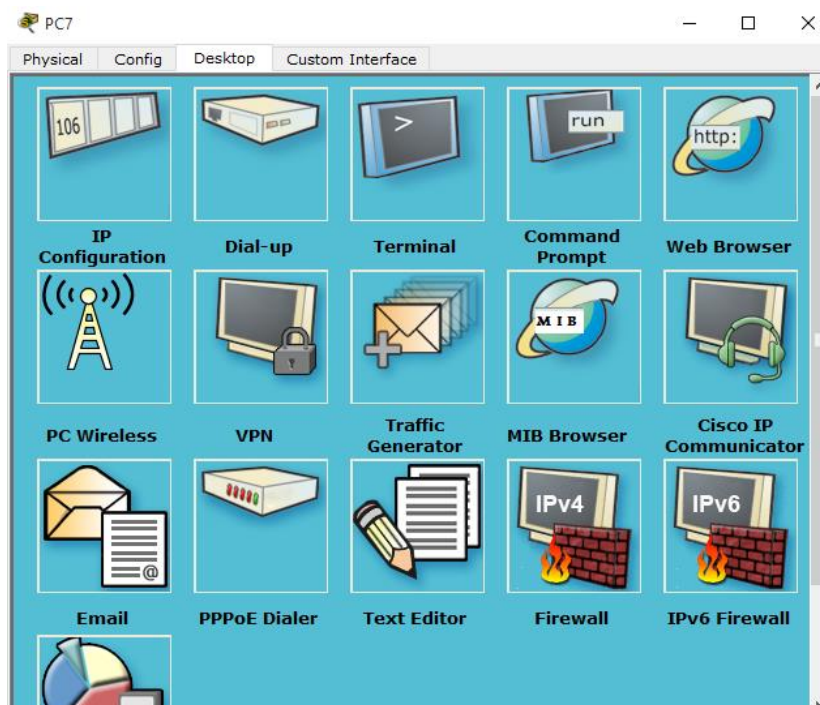 PC7
Physical Config Desktop Custom Interface
106
>
run
http:
IP
Configuration
Dial-up
Terminal
Command
Prompt
Web Browser
MIB
PC Wireless
VPN
Traffic
Generator
MIB Browser
Cisco IP
Communicator
@
IPv4
IPv6
Email
PPPoE Dialer
Text Editor
Firewall
IPv6 Firewall